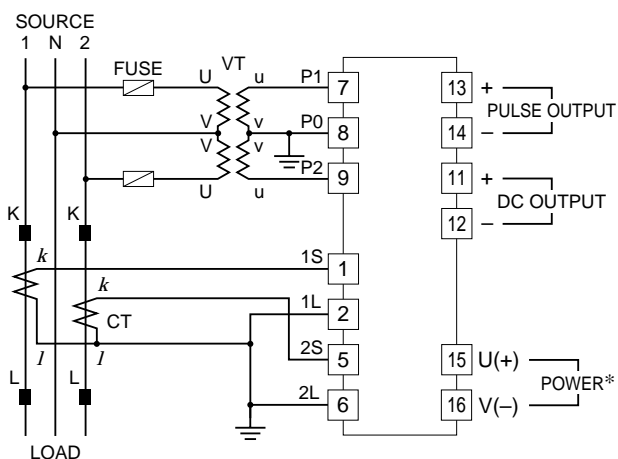 SOURCE
1 N 2
FUSE
U VT u P1 7
V v P0 8
V v
U u P2 9
13 +
PULSE OUTPUT
14 –
11 +
DC OUTPUT
12 –
K K
k 1S 1
k 1L 2
CT
l l 2S 5
L L 2L 6
15 U(+)
POWER*
16 V(–)
LOAD